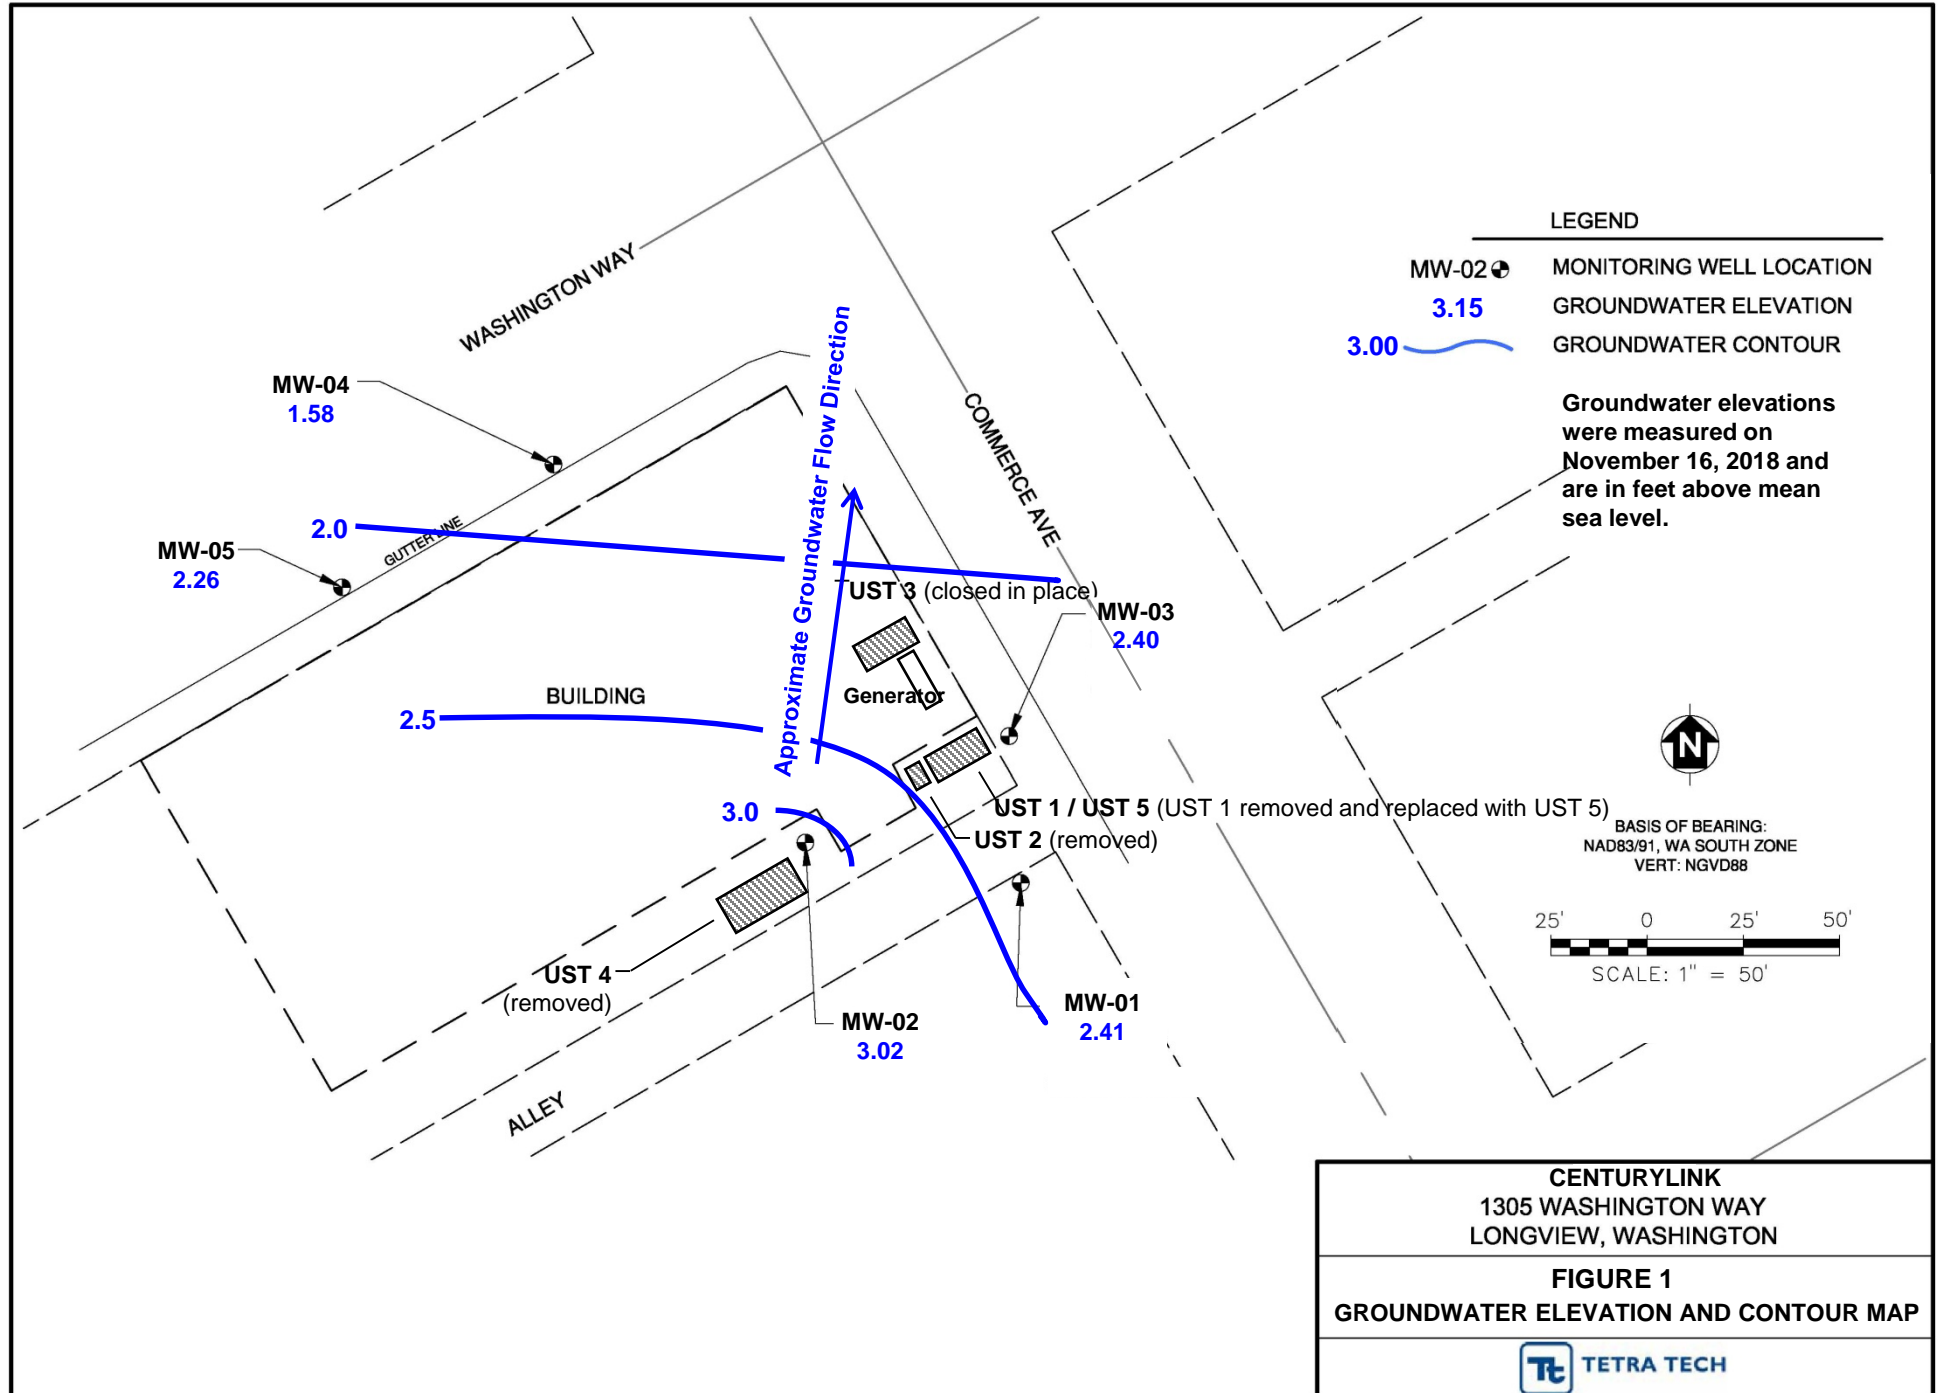 WASHINGTON WAY
COMMERCE AVE
LEGEND
MW-02 MONITORING WELL LOCATION
3.15 GROUNDWATER ELEVATION
3.00 GROUNDWATER CONTOUR
Groundwater elevations
were measured on
November 16, 2018 and
are in feet above mean
sea level.
MW-04
1.58
Approximate Groundwater Flow Direction
2.0
GUTTER LINE
MW-05
2.26
UST 3 (closed in place)
MW-03
2.40
BUILDING
Generator
2.5
N
3.0
UST 1 / UST 5 (UST 1 removed and replaced with UST 5)
UST 2 (removed)
BASIS OF BEARING:
NAD83/91, WA SOUTH ZONE
VERT: NGVD88
25' 0 25' 50'
SCALE: 1" = 50'
UST 4
(removed)
MW-02
3.02
MW-01
2.41
ALLEY
CENTURYLINK
1305 WASHINGTON WAY
LONGVIEW, WASHINGTON
FIGURE 1
GROUNDWATER ELEVATION AND CONTOUR MAP
Tt TETRA TECH